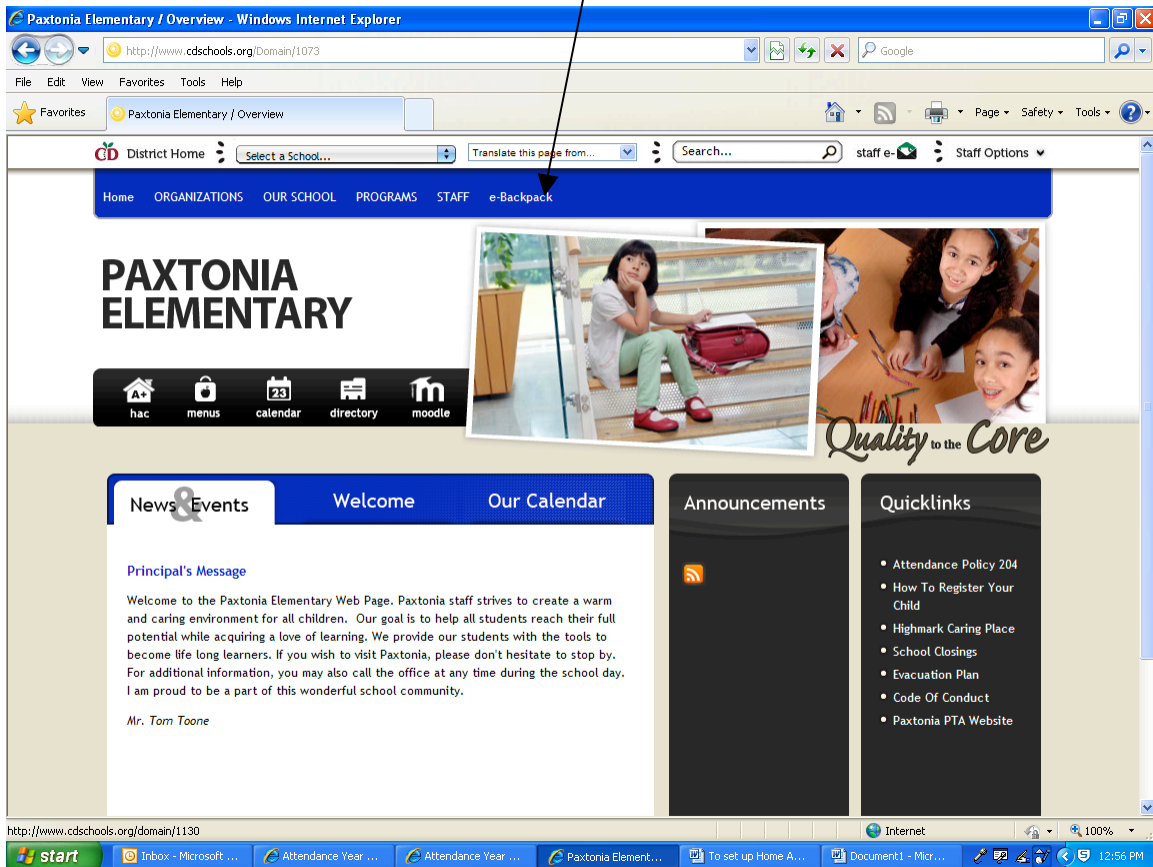 Paxtonia Elementary / Overview - Windows Internet Explorer
http://www.cdschools.org/Domain/1073
Google
File Edit View Favorites Tools Help
Favorites
Paxtonia Elementary / Overview
Page Safety Tools
CD District Home
Select a School...
Translate this page from...
Search...
staff e-
Staff Options
Home ORGANIZATIONS OUR SCHOOL PROGRAMS STAFF e-Backpack
PAXTONIA
ELEMENTARY
A+
23
hac menus calendar directory moodle
Quality to the Core
News & Events
Welcome
Our Calendar
Announcements
Quicklinks
Principal's Message
Welcome to the Paxtonia Elementary Web Page. Paxtonia staff strives to create a warm
and caring environment for all children. Our goal is to help all students reach their full
potential while acquiring a love of learning. We provide our students with the tools to
become life long learners. If you wish to visit Paxtonia, please don't hesitate to stop by.
For additional information, you may also call the office at any time during the school day.
I am proud to be a part of this wonderful school community.
Mr. Tom Toone
Attendance Policy 204
How To Register Your
Child
Highmark Caring Place
School Closings
Evacuation Plan
Code Of Conduct
Paxtonia PTA Website
http://www.cdschools.org/domain/1130
Internet
100%
start
Inbox - Microsoft ...
Attendance Year ...
Attendance Year ...
Paxtonia Element...
To set up Home A...
Document1 - Micr...
12:56 PM